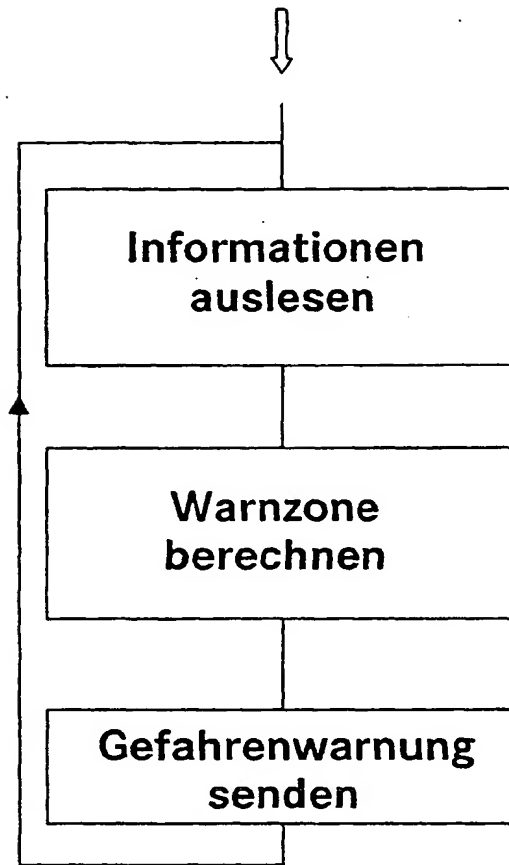 Informationen
auslesen
Warnzone
berechnen
Gefahrenwarnung
senden